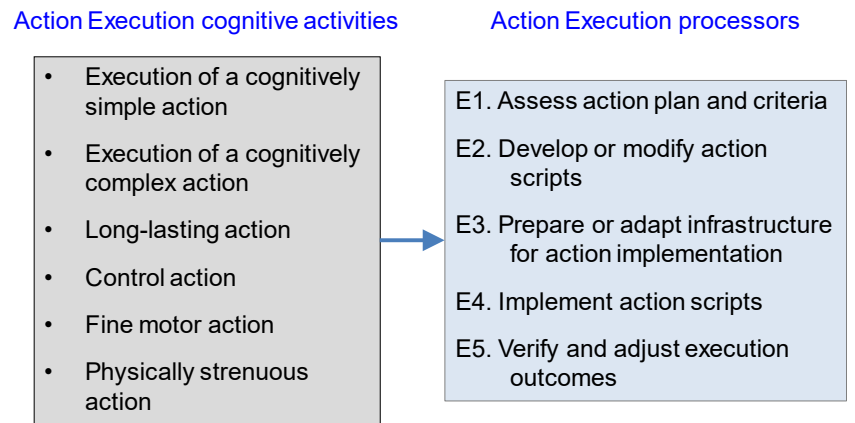 Action Execution cognitive activities
Action Execution processors
• Execution of a cognitively
simple action
• Execution of a cognitively
complex action
• Long-lasting action
• Control action
• Fine motor action
• Physically strenuous
action
E1. Assess action plan and criteria
E2. Develop or modify action
scripts
E3. Prepare or adapt infrastructure
for action implementation
E4. Implement action scripts
E5. Verify and adjust execution
outcomes